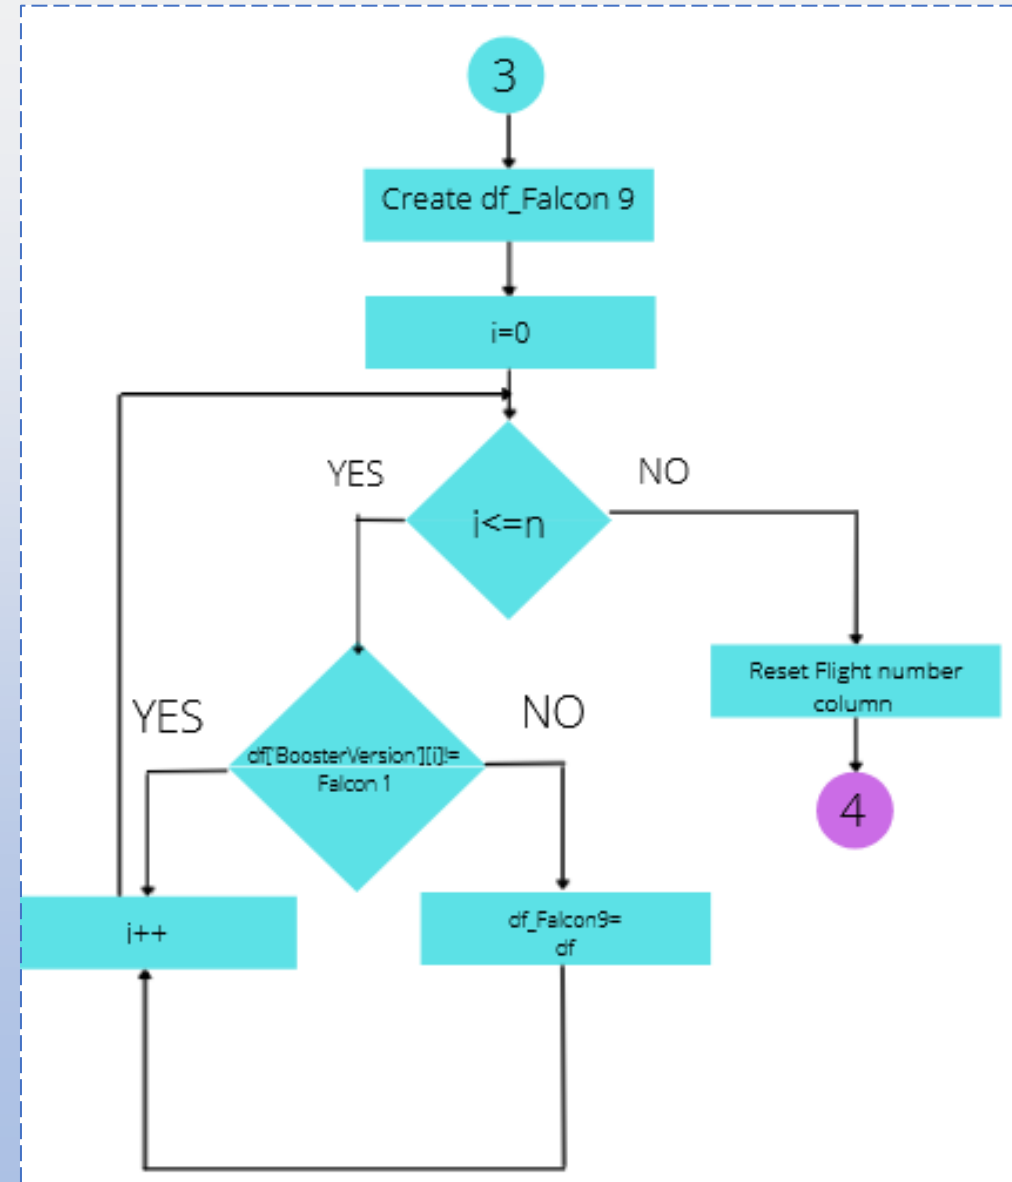 3
Create df_Falcon 9
i=0
YES
NO
i<=n
Reset Flight number
column
YES
NO
df['BoosterVersion'][i]!=
Falcon 1
4
i++
df_Falcon9=
df